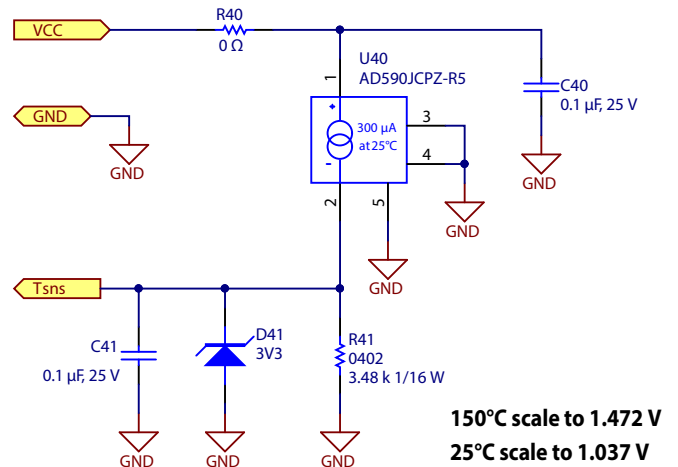 R40
VCC
0 Ω
U40
AD590JCPZ-R5
1
C40
0.1 µF, 25 V
GND
3
+
300 µA
at 25°C
-
4
GND
GND
GND
2
5
GND
Tsns
D41
3V3
R41
0402
3.48 k 1/16 W
C41
0.1 µF, 25 V
150°C scale to 1.472 V
25°C scale to 1.037 V
GND
GND
GND